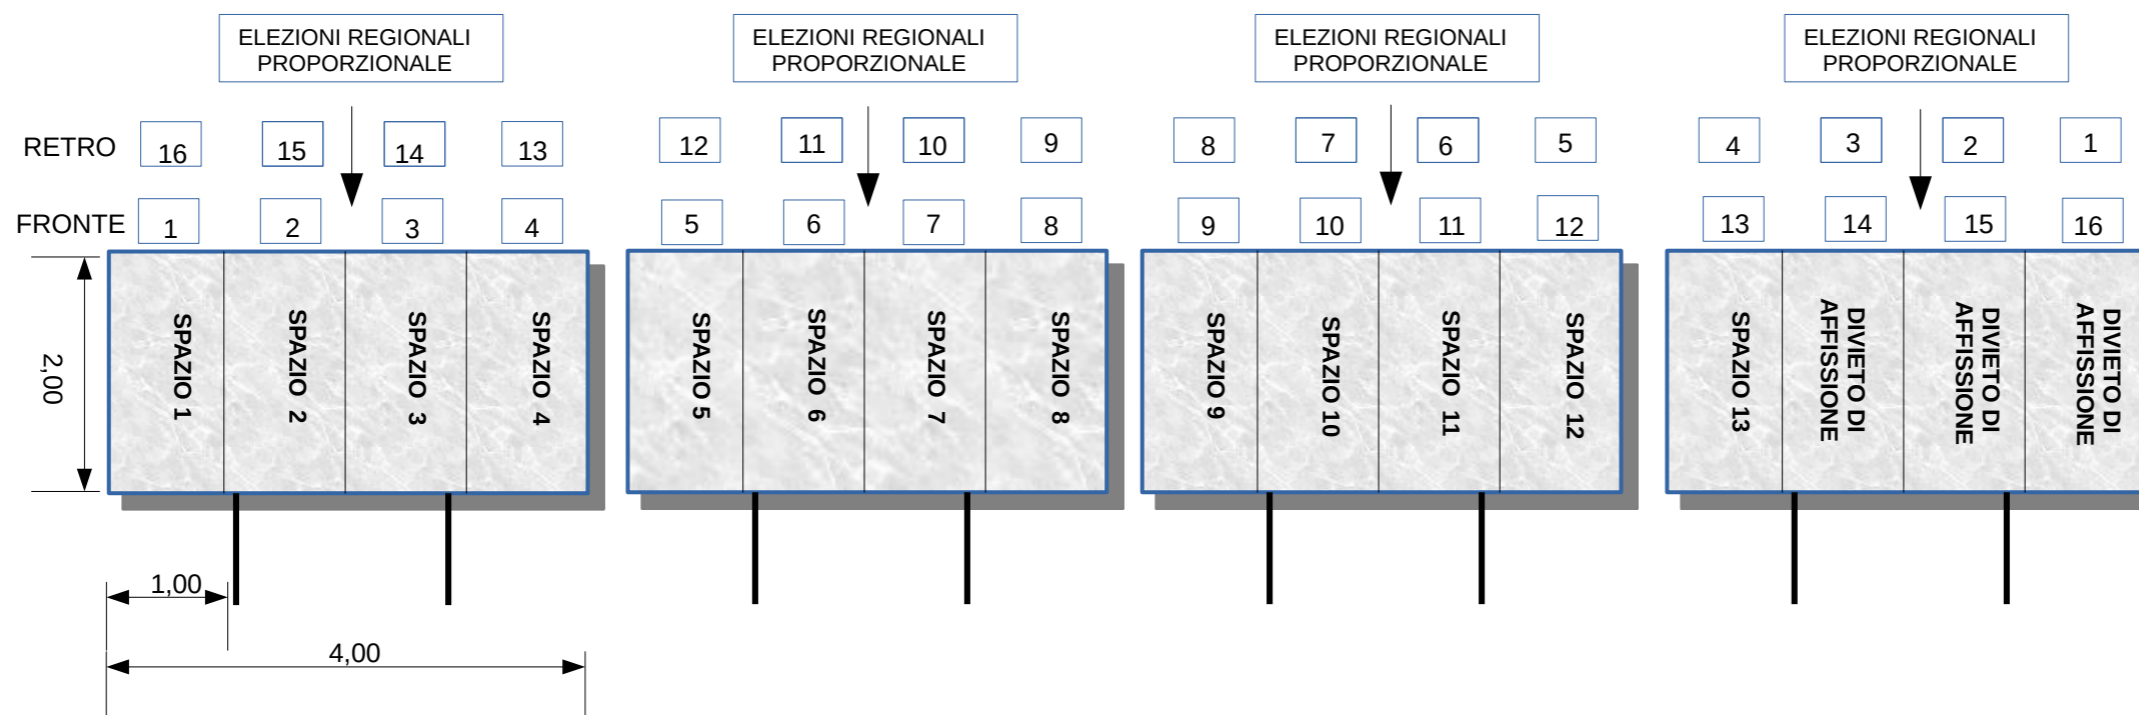 ELEZIONI REGIONALI
PROPORZIONALE
ELEZIONI REGIONALI
PROPORZIONALE
ELEZIONI REGIONALI
PROPORZIONALE
ELEZIONI REGIONALI
PROPORZIONALE
RETRO 16 15 14 13 12 11 10 9 8 7 6 5 4 3 2 1
FRONTE 1 2 3 4 5 6 7 8 9 10 11 12 13 14 15 16
2,00
SPAZIO 1
SPAZIO 2
SPAZIO 3
SPAZIO 4
SPAZIO 5
SPAZIO 6
SPAZIO 7
SPAZIO 8
SPAZIO 9
SPAZIO 10
SPAZIO 11
SPAZIO 12
SPAZIO 13
DIVIETO DI
AFFISSIONE
DIVIETO DI
AFFISSIONE
DIVIETO DI
AFFISSIONE
1,00
4,00